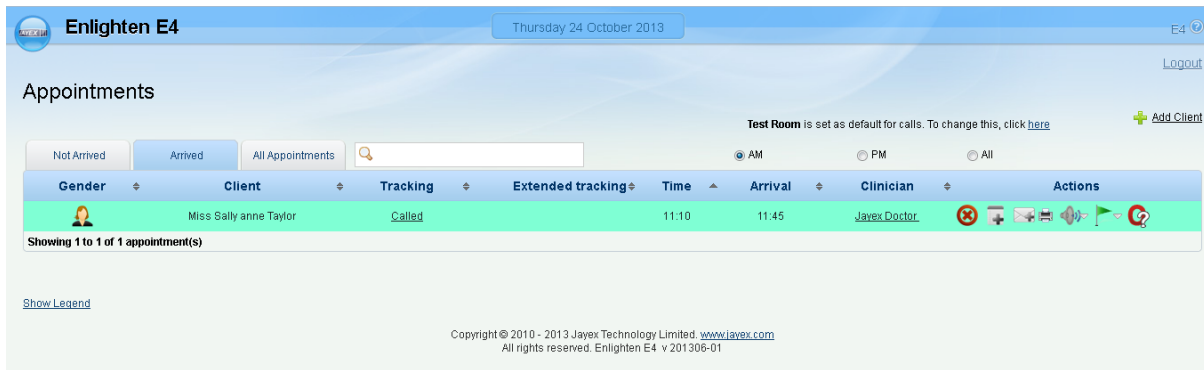 Enlighten E4
Thursday 24 October 2013
E4
Logout
Appointments
Test Room is set as default for calls. To change this, click here
Add Client
Not Arrived Arrived All Appointments AM PM All
Gender Client Tracking Extended tracking Time Arrival Clinician Actions
Miss Sally anne Taylor Called 11:10 11:45 Jayex Doctor
Showing 1 to 1 of 1 appointment(s)
Show Legend
Copyright © 2010 - 2013 Jayex Technology Limited. www.jayex.com
All rights reserved. Enlighten E4 v 201306-01